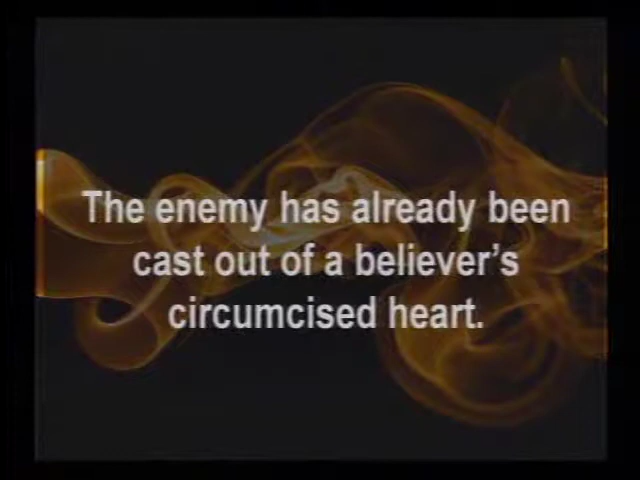 The enemy has already been
cast out of a believer's
circumcised heart.